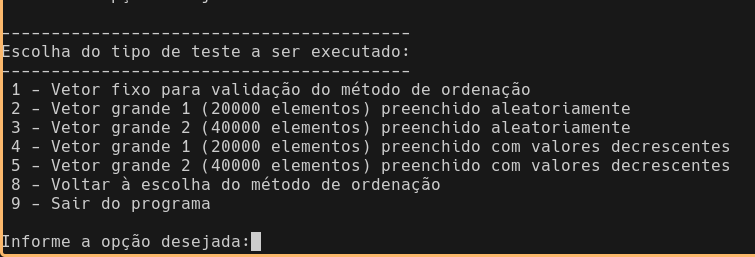 -----------------------------------------
Escolha do tipo de teste a ser executado:
-----------------------------------------
1 - Vetor fixo para validação do método de ordenação
2 - Vetor grande 1 (20000 elementos) preenchido aleatoriamente
3 - Vetor grande 2 (40000 elementos) preenchido aleatoriamente
4 - Vetor grande 1 (20000 elementos) preenchido com valores decrescentes
5 - Vetor grande 2 (40000 elementos) preenchido com valores decrescentes
8 - Voltar à escolha do método de ordenação
9 - Sair do programa
Informe a opção desejada: